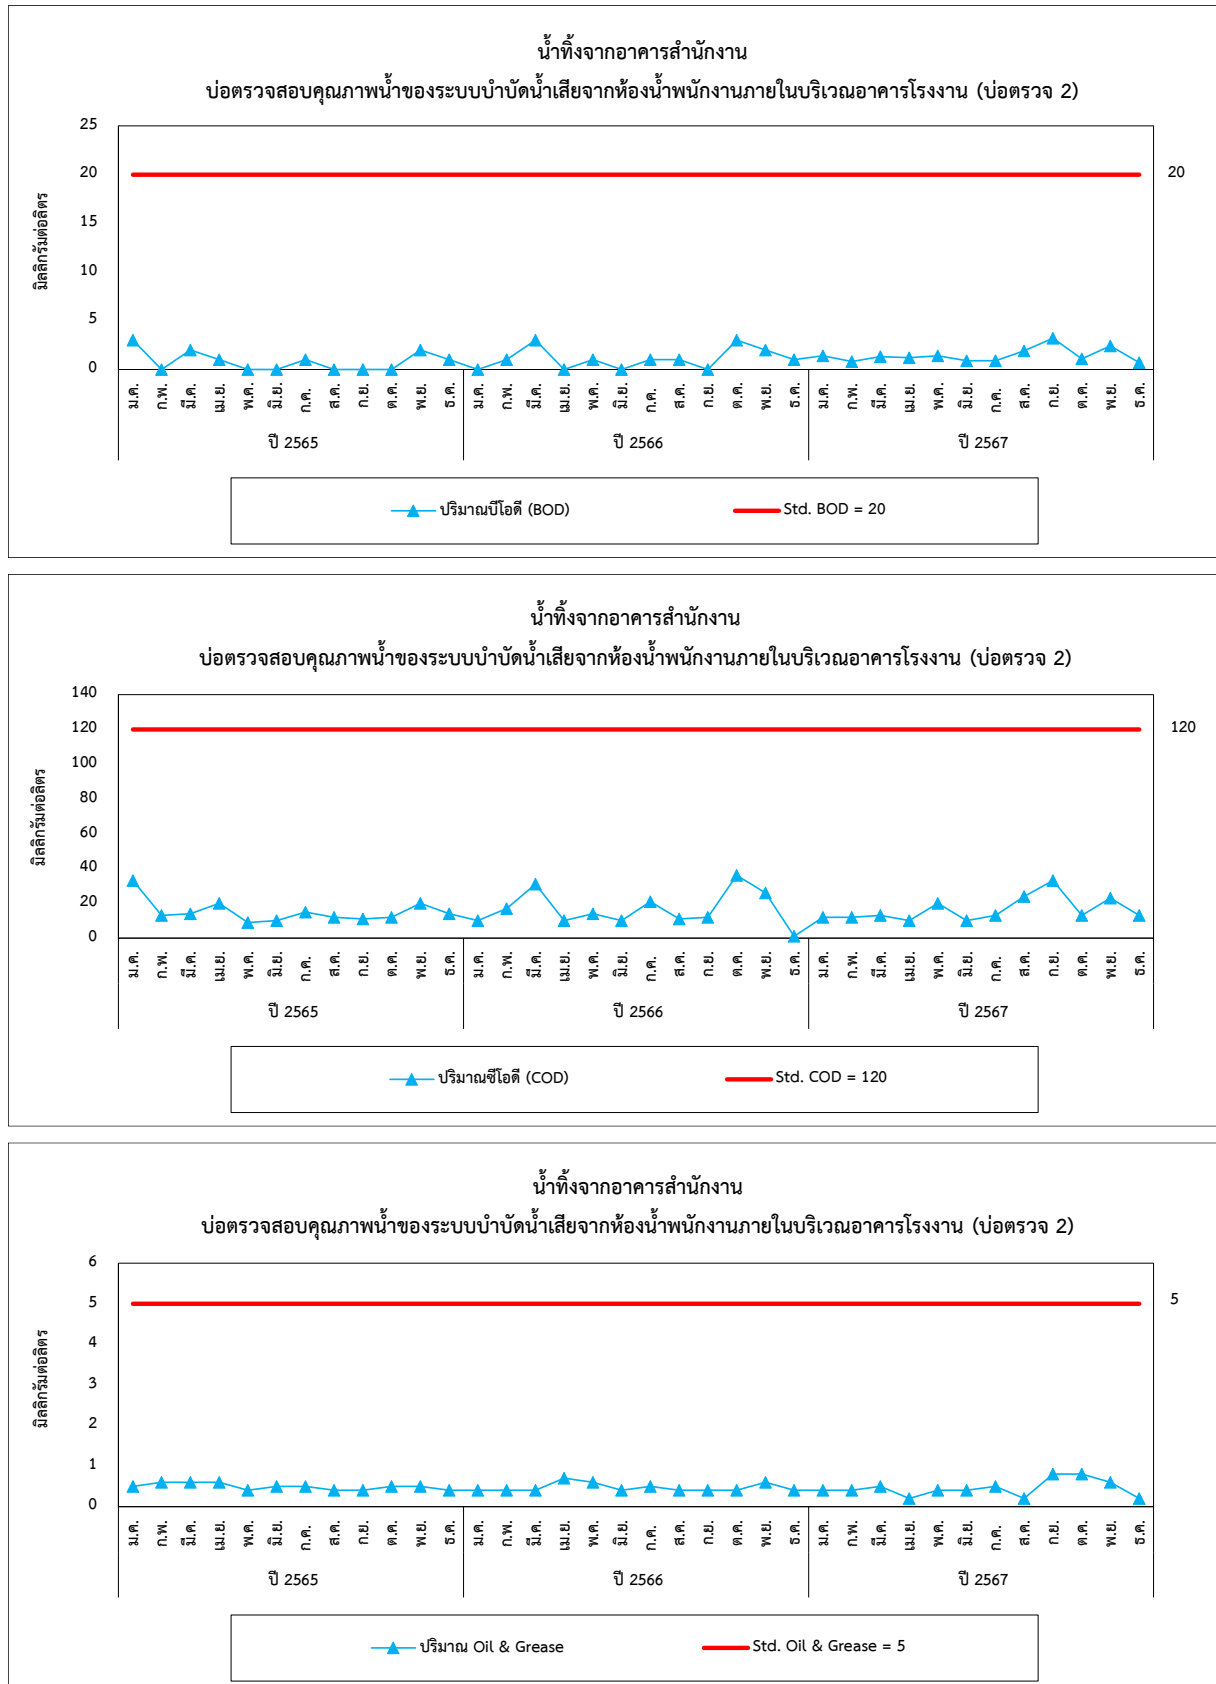 น้ำทิ้งจากอาคารสำนักงาน
บ่อตรวจสอบคุณภาพน้ำของระบบบำบัดน้ำเสียจากห้องน้ำพนักงานภายในบริเวณอาคารโรงงาน (บ่อตรวจ 2)
มิลลิกรัมต่อลิตร
25
20
15
10
5
0
20
ม.ค. ก.พ. มี.ค. เม.ย. พ.ค. มิ.ย. ก.ค. ส.ค. ก.ย. ต.ค. พ.ย. ธ.ค. ม.ค. ก.พ. มี.ค. เม.ย. พ.ค. มิ.ย. ก.ค. ส.ค. ก.ย. ต.ค. พ.ย. ธ.ค. ม.ค. ก.พ. มี.ค. เม.ย. พ.ค. มิ.ย. ก.ค. ส.ค. ก.ย. ต.ค. พ.ย. ธ.ค.
ปี 2565 ปี 2566 ปี 2567
ปริมาณบีโอดี (BOD) Std. BOD = 20
น้ำทิ้งจากอาคารสำนักงาน
บ่อตรวจสอบคุณภาพน้ำของระบบบำบัดน้ำเสียจากห้องน้ำพนักงานภายในบริเวณอาคารโรงงาน (บ่อตรวจ 2)
มิลลิกรัมต่อลิตร
140
120
100
80
60
40
20
0
120
ม.ค. ก.พ. มี.ค. เม.ย. พ.ค. มิ.ย. ก.ค. ส.ค. ก.ย. ต.ค. พ.ย. ธ.ค. ม.ค. ก.พ. มี.ค. เม.ย. พ.ค. มิ.ย. ก.ค. ส.ค. ก.ย. ต.ค. พ.ย. ธ.ค. ม.ค. ก.พ. มี.ค. เม.ย. พ.ค. มิ.ย. ก.ค. ส.ค. ก.ย. ต.ค. พ.ย. ธ.ค.
ปี 2565 ปี 2566 ปี 2567
ปริมาณซีโอดี (COD) Std. COD = 120
น้ำทิ้งจากอาคารสำนักงาน
บ่อตรวจสอบคุณภาพน้ำของระบบบำบัดน้ำเสียจากห้องน้ำพนักงานภายในบริเวณอาคารโรงงาน (บ่อตรวจ 2)
มิลลิกรัมต่อลิตร
6
5
4
3
2
1
0
5
ม.ค. ก.พ. มี.ค. เม.ย. พ.ค. มิ.ย. ก.ค. ส.ค. ก.ย. ต.ค. พ.ย. ธ.ค. ม.ค. ก.พ. มี.ค. เม.ย. พ.ค. มิ.ย. ก.ค. ส.ค. ก.ย. ต.ค. พ.ย. ธ.ค. ม.ค. ก.พ. มี.ค. เม.ย. พ.ค. มิ.ย. ก.ค. ส.ค. ก.ย. ต.ค. พ.ย. ธ.ค.
ปี 2565 ปี 2566 ปี 2567
ปริมาณ Oil & Grease Std. Oil & Grease = 5